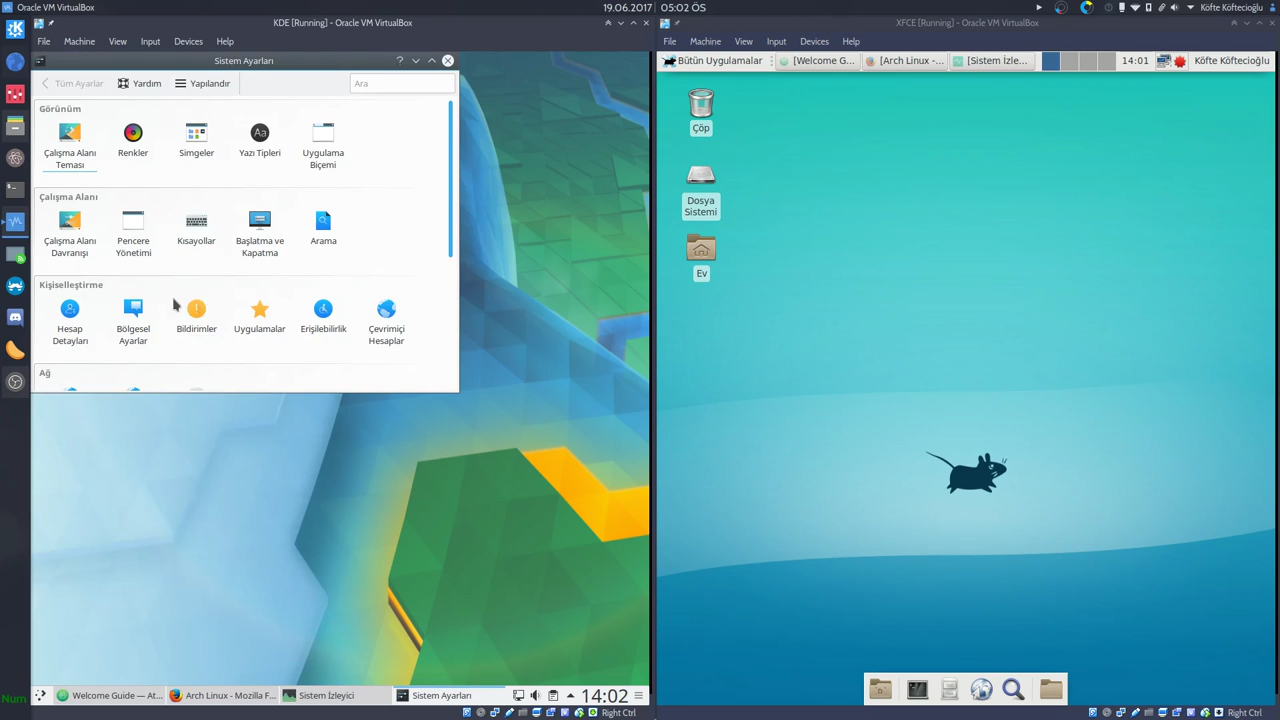 Oracle VM VirtualBox
19.06.2017
05:02 ÖS
Köfte Köftecioğlu
KDE [Running] - Oracle VM VirtualBox
File Machine View Input Devices Help
Sistem Ayarları
Tüm Ayarlar
Yardım
Yapılandır
Ara
Görünüm
Çalışma Alanı
Teması
Renkler
Simgeler
Yazı Tipleri
Uygulama
Biçemi
Çalışma Alanı
Çalışma Alanı
Davranışı
Pencere
Yönetimi
Kısayollar
Başlatma ve
Kapatma
Arama
Kişiselleştirme
Hesap
Detayları
Bölgesel
Ayarlar
Bildirimler
Uygulamalar
Erişilebilirlik
Çevrimiçi
Hesaplar
Ağ
Num
Welcome Guide — At...
Arch Linux - Mozilla F...
Sistem İzleyici
Sistem Ayarları
14:02
Right Ctrl
XFCE [Running] - Oracle VM VirtualBox
File Machine View Input Devices Help
Bütün Uygulamalar
[Welcome G...
[Arch Linux -...
[Sistem İzle...
14:01
Köfte Köftecioğlu
Çöp
Dosya
Sistemi
Ev
Right Ctrl